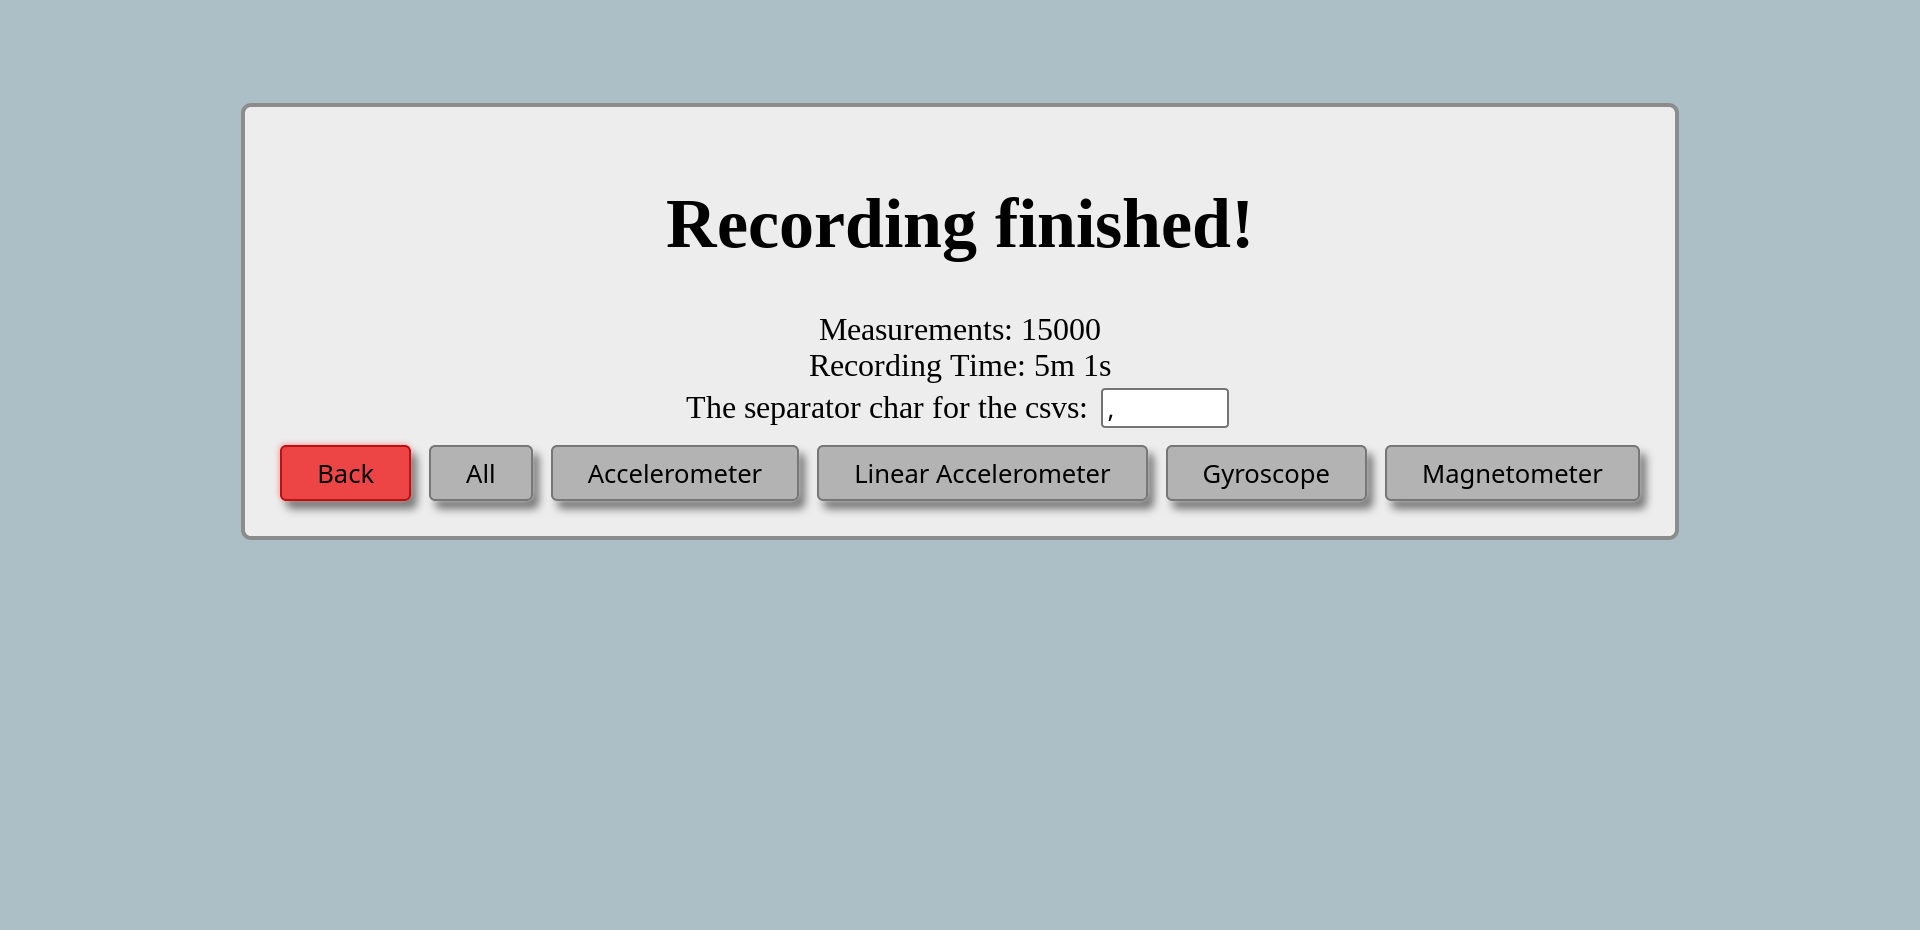 Recording finished!
Measurements: 15000
Recording Time: 5m 1s
The separator char for the csvs: ,
Back All Accelerometer Linear Accelerometer Gyroscope Magnetometer